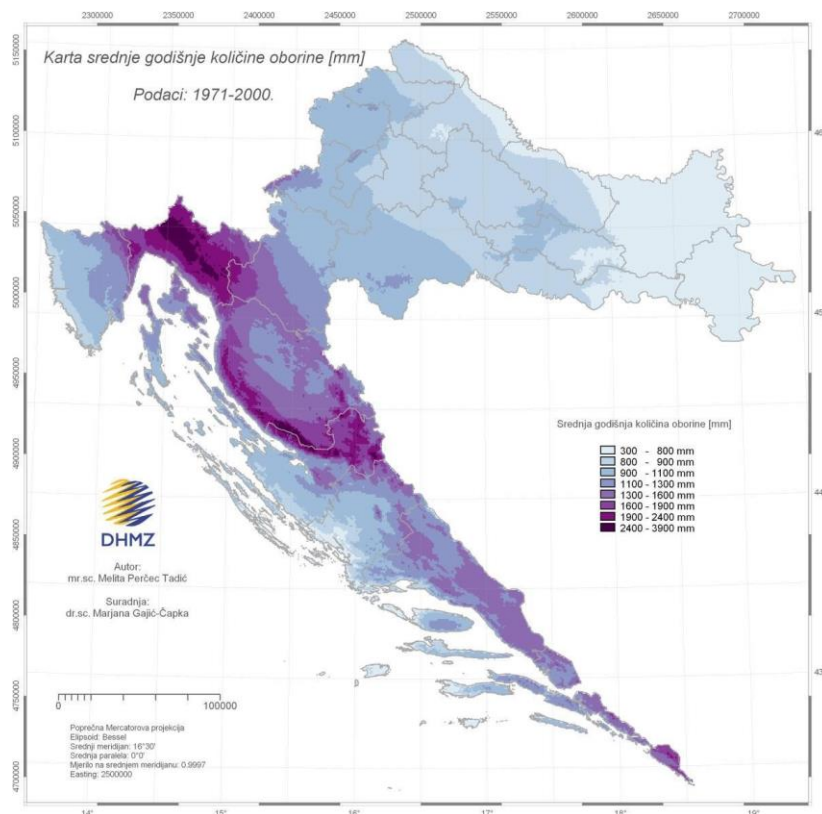 2300000 2350000 2400000 2450000 2500000 2550000 2600000 2650000 2700000
Karta srednje godišnje količine oborine [mm]
Podaci: 1971-2000.
5150000
5100000
5050000
5000000
4950000
4900000
4850000
4800000
4750000
4700000
Srednja godišnja količina oborine [mm]
300 - 800 mm
800 - 900 mm
900 - 1100 mm
1100 - 1300 mm
1300 - 1600 mm
1600 - 1900 mm
1900 - 2400 mm
2400 - 3900 mm
DHMZ
Autor:
mr.sc. Melita Perčec Tadić
Suradnja:
dr.sc. Marjana Gajić-Čapka
0 100000
Poprečna Mercatorova projekcija
Elipsoid: Bessel
Srednji meridijan: 16°30'
Srednja paralela: 0°0'
Mjerilo na srednjem meridijanu: 0.9997
Easting: 2500000
14° 15° 16° 17° 18° 19°